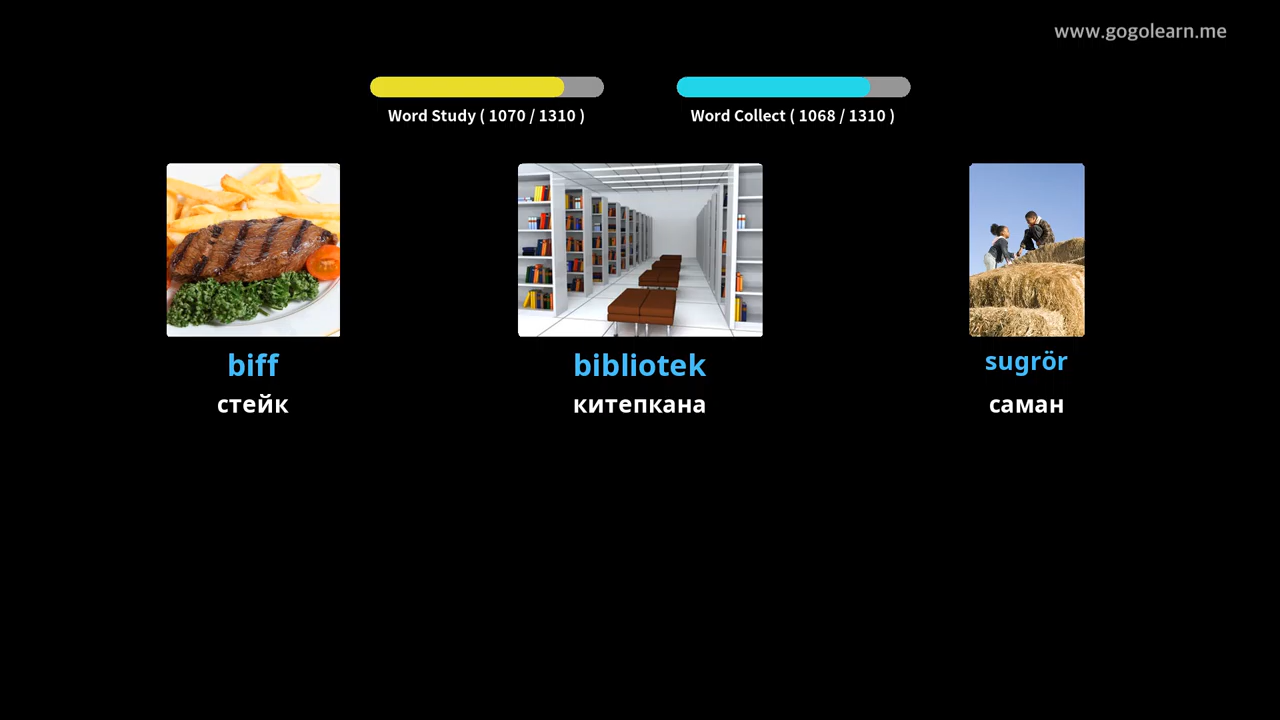 www.gogolearn.me
Word Study ( 1070 / 1310 )
Word Collect ( 1068 / 1310 )
biff
bibliotek
sugrör
стейк
китепкана
саман